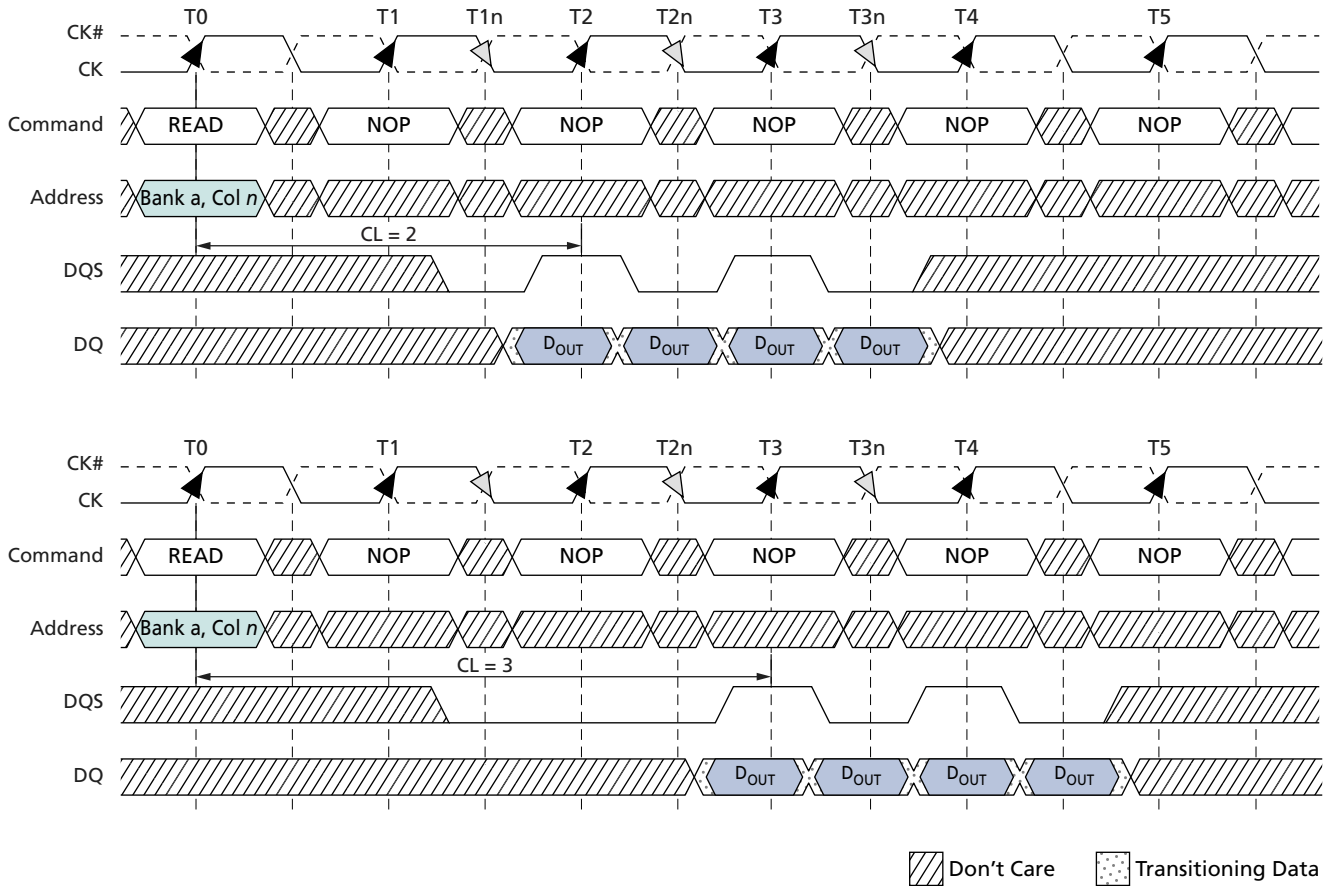 T0 T1 T1n T2 T2n T3 T3n T4 T5
CK#
CK
Command READ NOP NOP NOP NOP NOP
Address Bank a, Col n
CL = 2
DQS
DQ DOUT DOUT DOUT DOUT
T0 T1 T2 T2n T3 T3n T4 T5
CK#
CK
Command READ NOP NOP NOP NOP NOP
Address Bank a, Col n
CL = 3
DQS
DQ DOUT DOUT DOUT DOUT
Don't Care Transitioning Data